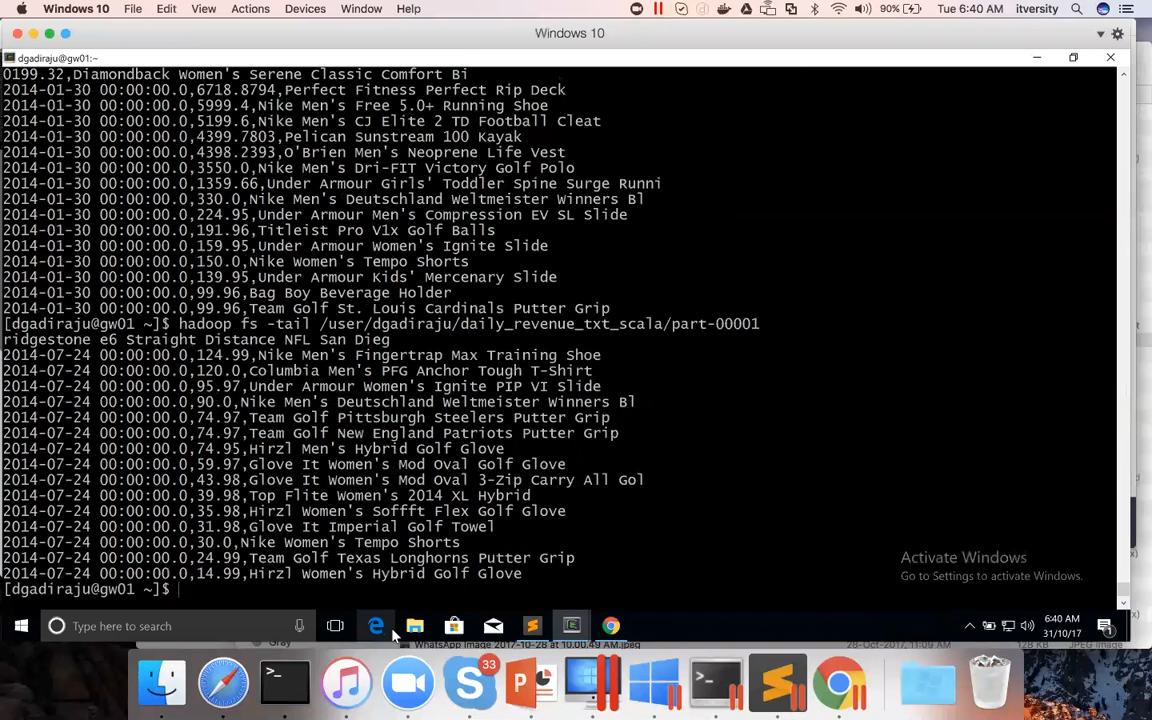 Windows 10 File Edit View Actions Devices Window Help 90% Tue 6:40 AM itversity
Windows 10
dgadiraju@gw01:~
0199.32,Diamondback Women's Serene Classic Comfort Bi
2014-01-30 00:00:00.0,6718.8794,Perfect Fitness Perfect Rip Deck
2014-01-30 00:00:00.0,5999.4,Nike Men's Free 5.0+ Running Shoe
2014-01-30 00:00:00.0,5199.6,Nike Men's CJ Elite 2 TD Football Cleat
2014-01-30 00:00:00.0,4399.7803,Pelican Sunstream 100 Kayak
2014-01-30 00:00:00.0,4398.2393,O'Brien Men's Neoprene Life Vest
2014-01-30 00:00:00.0,3550.0,Nike Men's Dri-FIT Victory Golf Polo
2014-01-30 00:00:00.0,1359.66,Under Armour Girls' Toddler Spine Surge Runni
2014-01-30 00:00:00.0,330.0,Nike Men's Deutschland Weltmeister Winners Bl
2014-01-30 00:00:00.0,224.95,Under Armour Men's Compression EV SL Slide
2014-01-30 00:00:00.0,191.96,Titleist Pro V1x Golf Balls
2014-01-30 00:00:00.0,159.95,Under Armour Women's Ignite Slide
2014-01-30 00:00:00.0,150.0,Nike Women's Tempo Shorts
2014-01-30 00:00:00.0,139.95,Under Armour Kids' Mercenary Slide
2014-01-30 00:00:00.0,99.96,Bag Boy Beverage Holder
2014-01-30 00:00:00.0,99.96,Team Golf St. Louis Cardinals Putter Grip
[dgadiraju@gw01 ~]$ hadoop fs -tail /user/dgadiraju/daily_revenue_txt_scala/part-00001
ridgestone e6 Straight Distance NFL San Dieg
2014-07-24 00:00:00.0,124.99,Nike Men's Fingertrap Max Training Shoe
2014-07-24 00:00:00.0,120.0,Columbia Men's PFG Anchor Tough T-Shirt
2014-07-24 00:00:00.0,95.97,Under Armour Women's Ignite PIP VI Slide
2014-07-24 00:00:00.0,90.0,Nike Men's Deutschland Weltmeister Winners Bl
2014-07-24 00:00:00.0,74.97,Team Golf Pittsburgh Steelers Putter Grip
2014-07-24 00:00:00.0,74.97,Team Golf New England Patriots Putter Grip
2014-07-24 00:00:00.0,74.95,Hirzl Men's Hybrid Golf Glove
2014-07-24 00:00:00.0,59.97,Glove It Women's Mod Oval Golf Glove
2014-07-24 00:00:00.0,43.98,Glove It Women's Mod Oval 3-Zip Carry All Gol
2014-07-24 00:00:00.0,39.98,Top Flite Women's 2014 XL Hybrid
2014-07-24 00:00:00.0,35.98,Hirzl Women's Soffft Flex Golf Glove
2014-07-24 00:00:00.0,31.98,Glove It Imperial Golf Towel
2014-07-24 00:00:00.0,30.0,Nike Women's Tempo Shorts
2014-07-24 00:00:00.0,24.99,Team Golf Texas Longhorns Putter Grip
2014-07-24 00:00:00.0,14.99,Hirzl Women's Hybrid Golf Glove
[dgadiraju@gw01 ~]$
Activate Windows
Go to Settings to activate Windows.
Type here to search
6:40 AM
31/10/17
Gray WhatsApp Image 2017-10-28 at 10.00.49 AM.jpeg 28-Oct-2017, 11:09 AM 128 KB JPEG Image
33